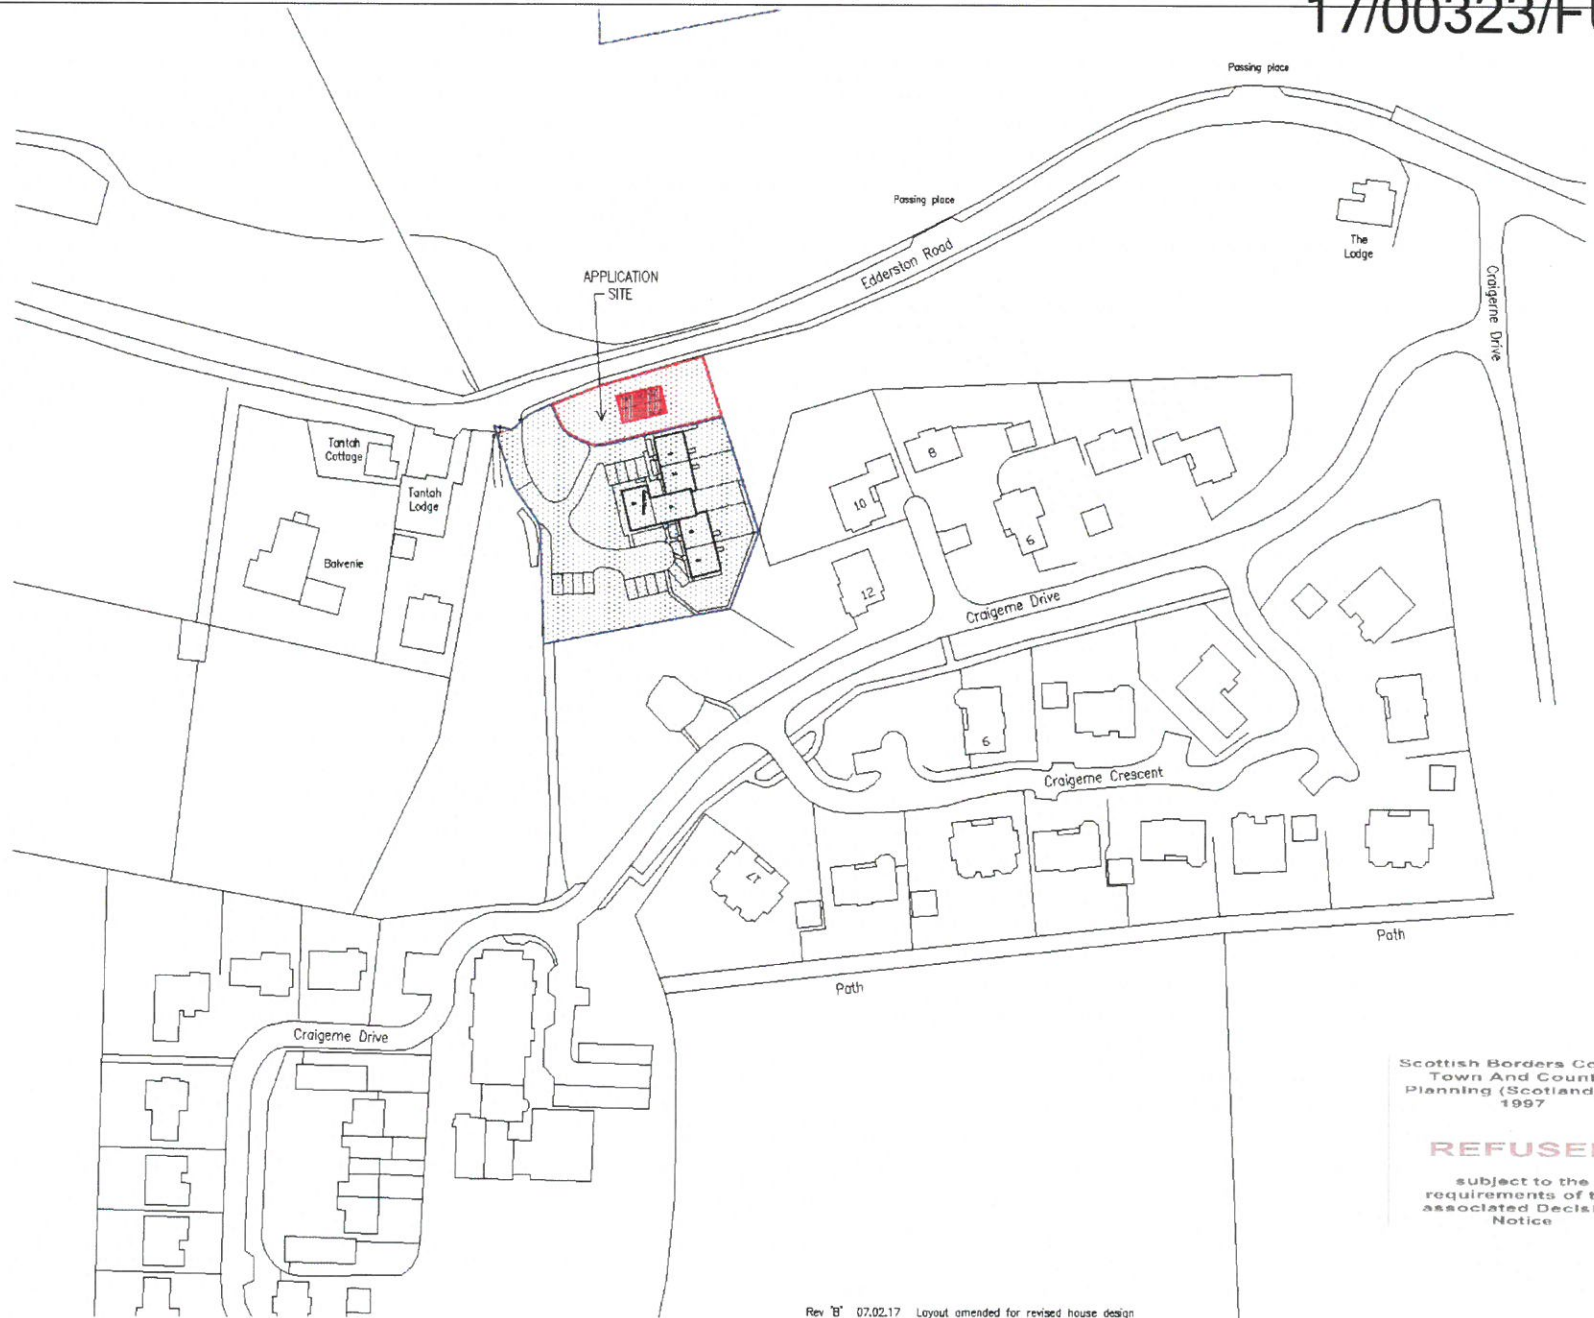 17/00323/FU
Passing place
Passing place
Edderston Road
The
Lodge
Craigerne Drive
APPLICATION
SITE
Tantah
Cottage
Tantah
Lodge
Balvenie
8
10
6
12
Craigerne Drive
6
Craigerne Crescent
17
Path
Path
Craigerne Drive
Scottish Borders Co
Town And Count
Planning (Scotland
1997
REFUSE
subject to the
requirements of t
associated Decisi
Notice
Rev 'B' 07.02.17 Layout amended for revised house design